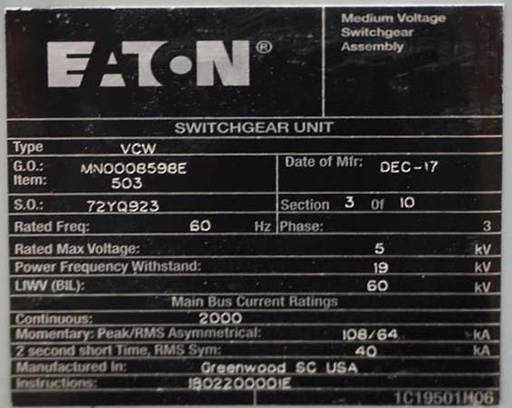 EATON®
Medium Voltage
Switchgear
Assembly
SWITCHGEAR UNIT
Type VCW
G.O.: MN0008598E
Item: 503
Date of Mfr: DEC-17
S.O.: 72YQ923
Section 3 Of 10
Rated Freq: 60 Hz
Phase: 3
Rated Max Voltage: 5 kV
Power Frequency Withstand: 19 kV
LIWV (BIL): 60 kV
Main Bus Current Ratings
Continuous: 2000
Momentary: Peak/RMS Asymmetrical: 108/64 kA
2 second short Time, RMS Sym: 40 kA
Manufactured In: Greenwood SC USA
Instructions: 1802200001E
1C19501H06